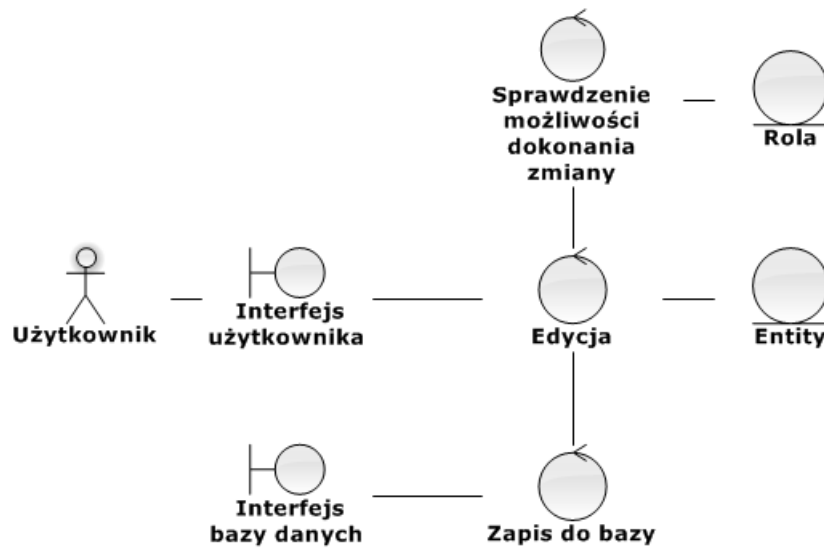 Sprawdzenie
możliwości
dokonania
zmiany
Rola
Użytkownik
Interfejs
użytkownika
Edycja
Entity
Interfejs
bazy danych
Zapis do bazy